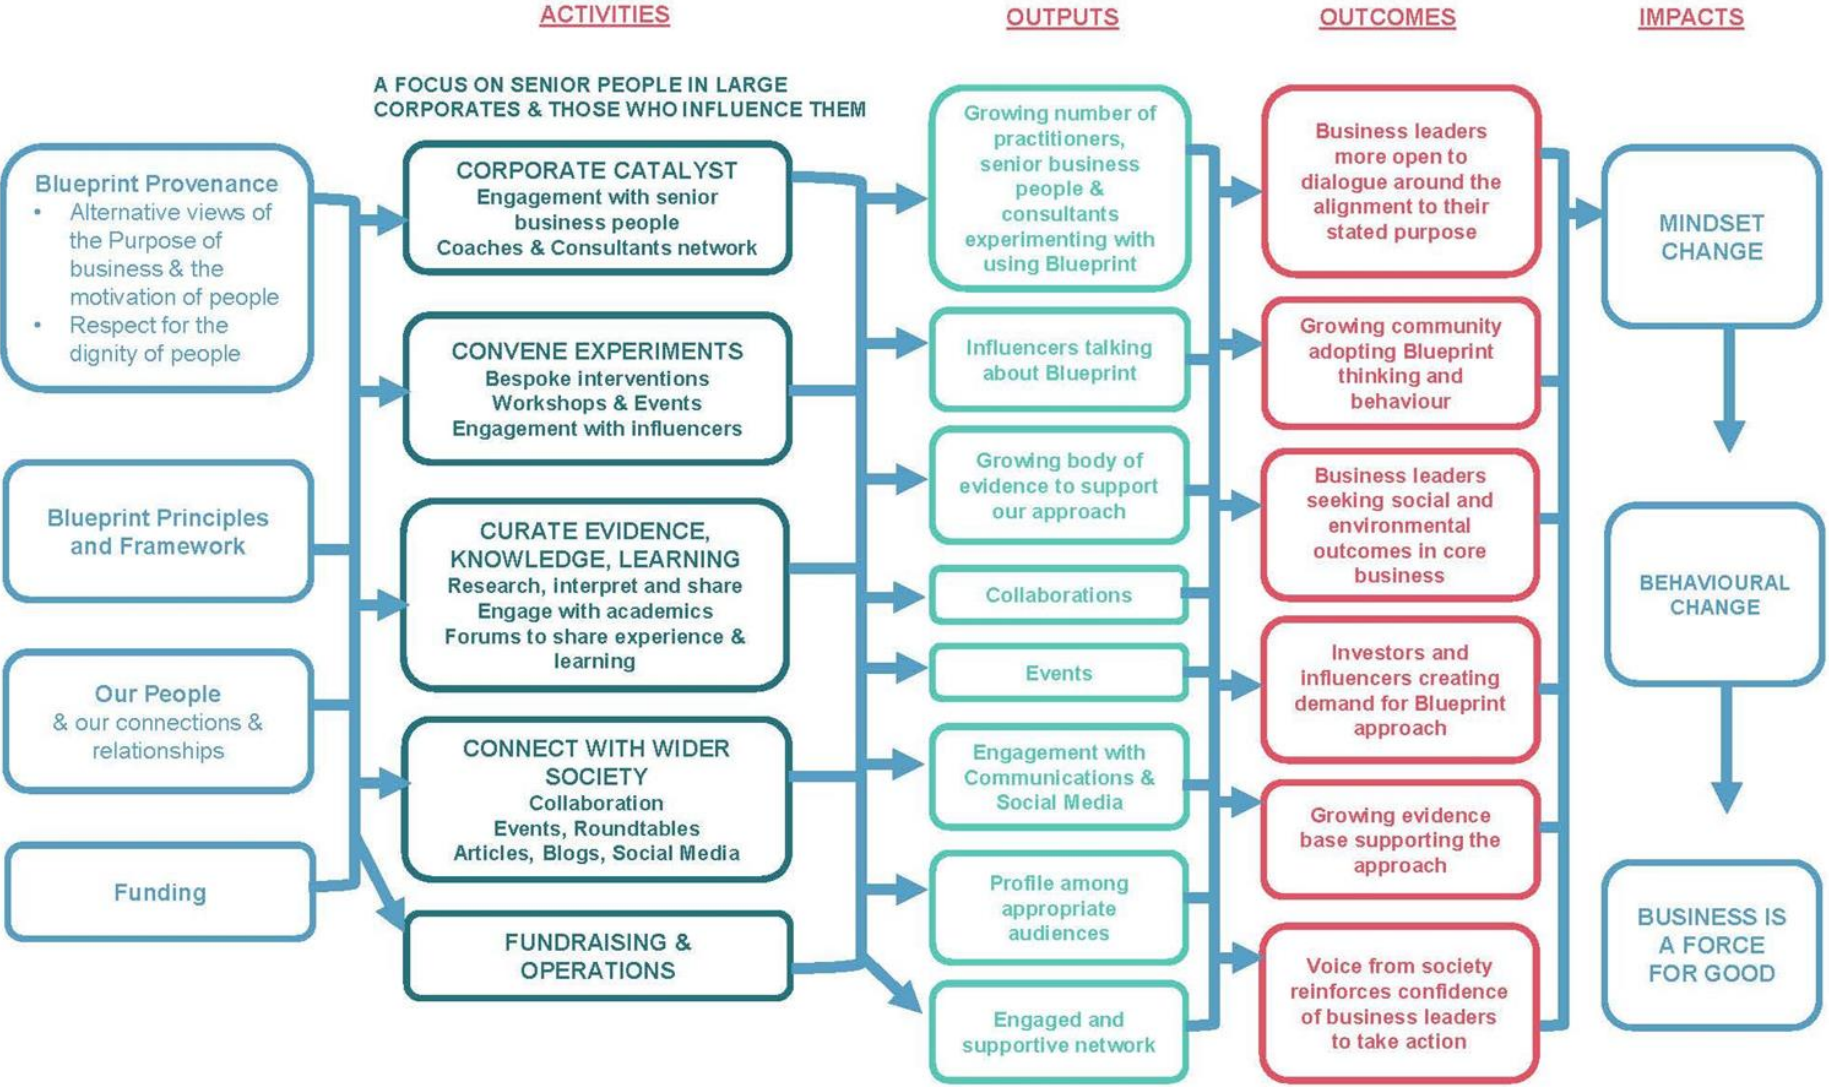 ACTIVITIES
OUTPUTS
OUTCOMES
IMPACTS
A FOCUS ON SENIOR PEOPLE IN LARGE
CORPORATES & THOSE WHO INFLUENCE THEM
Blueprint Provenance
• Alternative views of
the Purpose of
business & the
motivation of people
• Respect for the
dignity of people
Blueprint Principles
and Framework
Our People
& our connections &
relationships
Funding
CORPORATE CATALYST
Engagement with senior
business people
Coaches & Consultants network
CONVENE EXPERIMENTS
Bespoke interventions
Workshops & Events
Engagement with influencers
CURATE EVIDENCE,
KNOWLEDGE, LEARNING
Research, interpret and share
Engage with academics
Forums to share experience &
learning
CONNECT WITH WIDER
SOCIETY
Collaboration
Events, Roundtables
Articles, Blogs, Social Media
FUNDRAISING &
OPERATIONS
Growing number of
practitioners,
senior business
people &
consultants
experimenting with
using Blueprint
Influencers talking
about Blueprint
Growing body of
evidence to support
our approach
Collaborations
Events
Engagement with
Communications &
Social Media
Profile among
appropriate
audiences
Engaged and
supportive network
Business leaders
more open to
dialogue around the
alignment to their
stated purpose
Growing community
adopting Blueprint
thinking and
behaviour
Business leaders
seeking social and
environmental
outcomes in core
business
Investors and
influencers creating
demand for Blueprint
approach
Growing evidence
base supporting the
approach
Voice from society
reinforces confidence
of business leaders
to take action
MINDSET
CHANGE
BEHAVIOURAL
CHANGE
BUSINESS IS
A FORCE
FOR GOOD